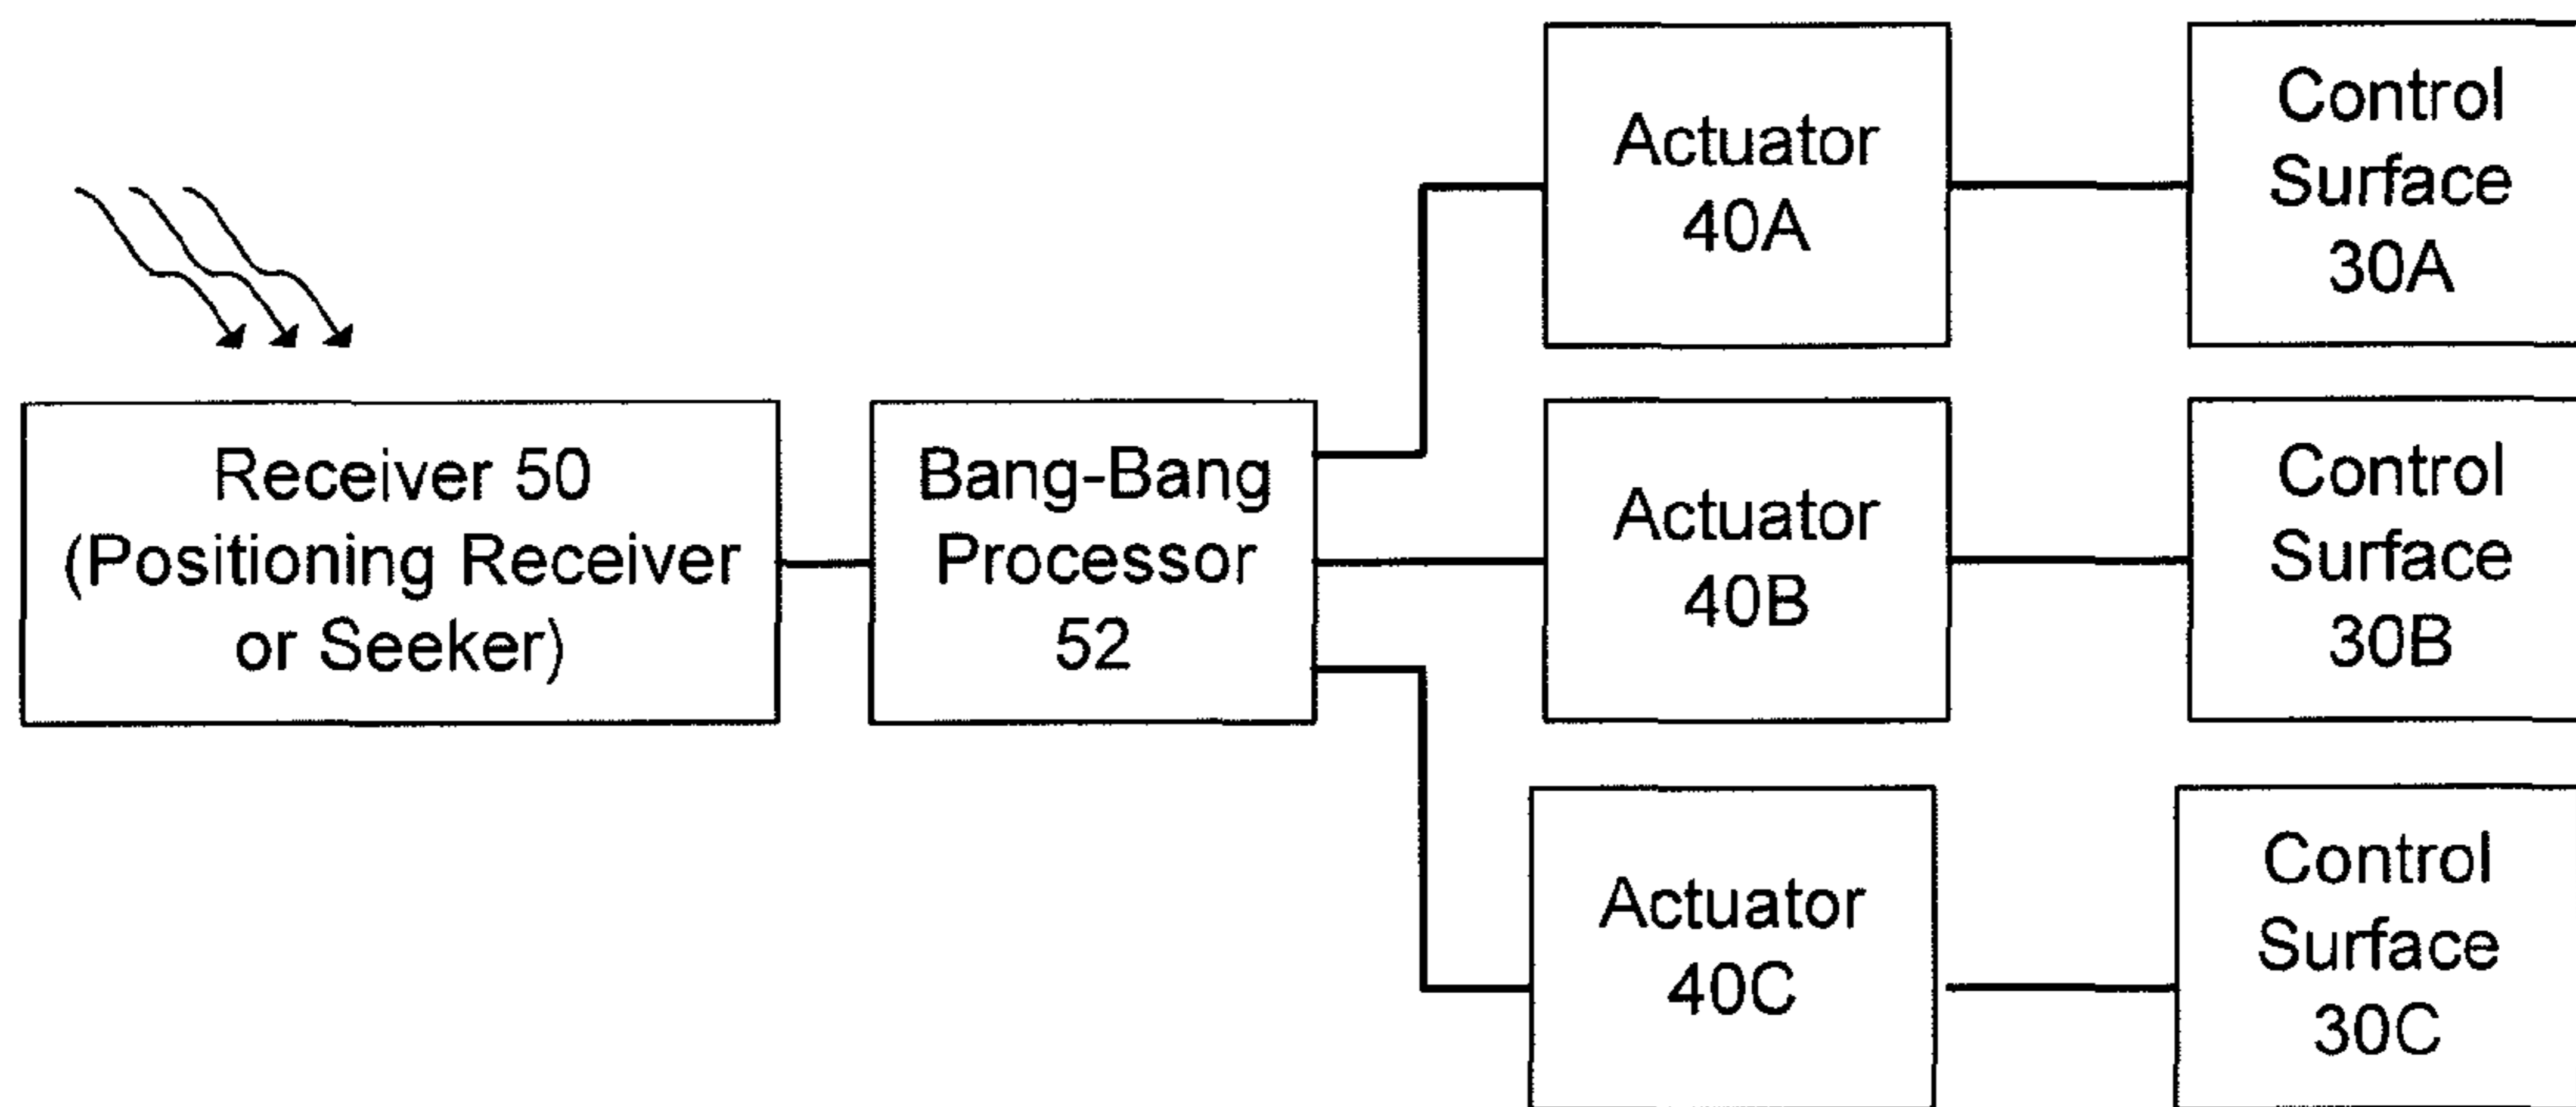 Receiver 50
(Positioning Receiver
or Seeker)
Bang-Bang
Processor
52
Actuator
40A
Control
Surface
30A
Actuator
40B
Control
Surface
30B
Actuator
40C
Control
Surface
30C